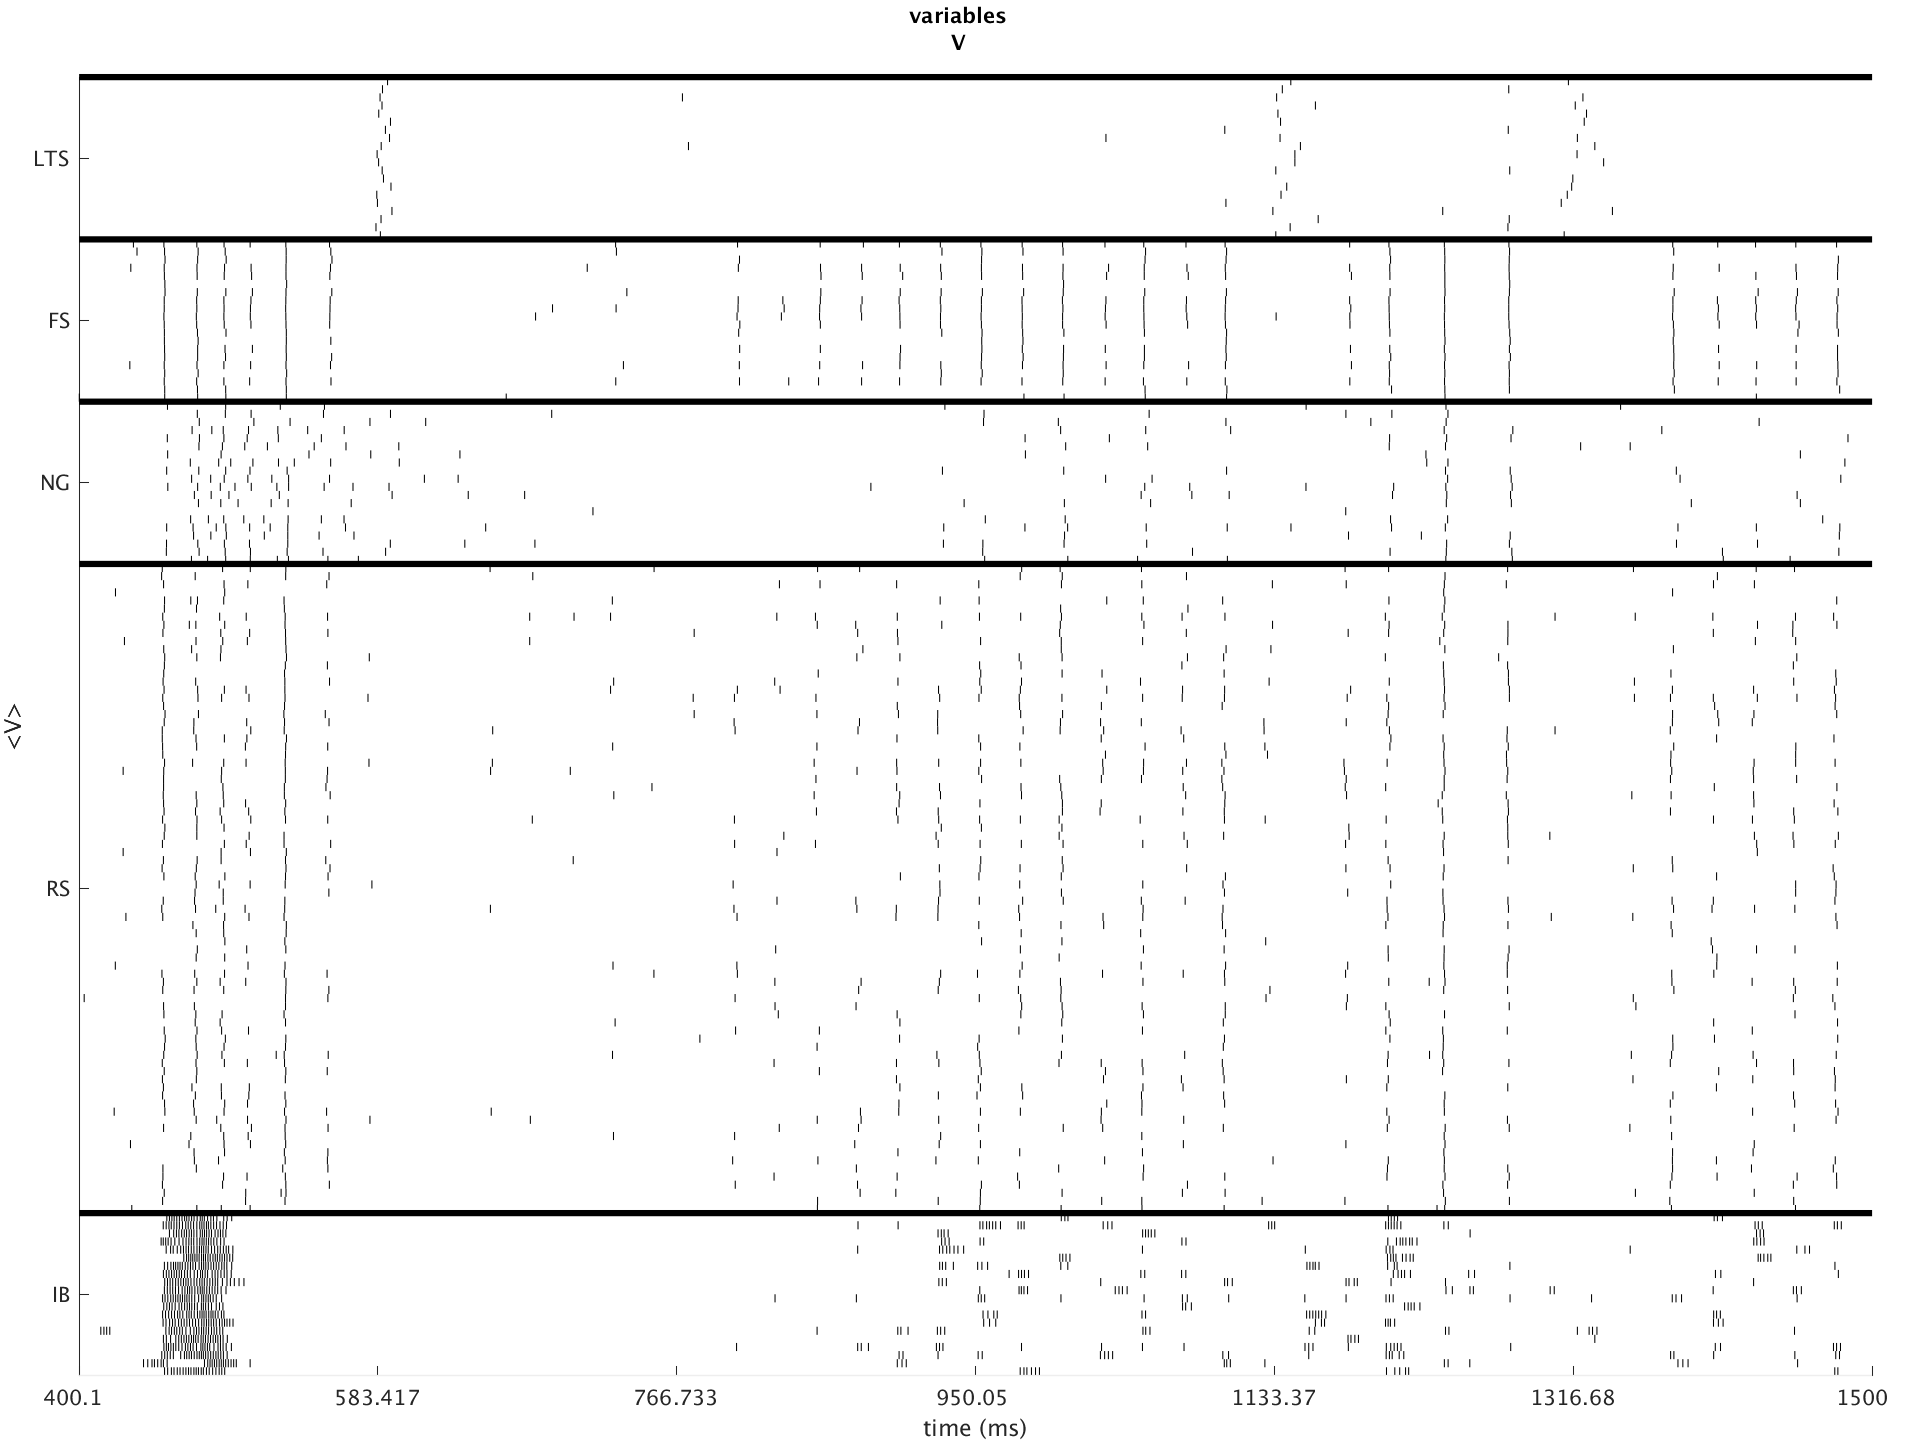 variables
V
LTS
FS
NG
<V>
RS
IB
400.1 583.417 766.733 950.05 1133.37 1316.68 1500
time (ms)